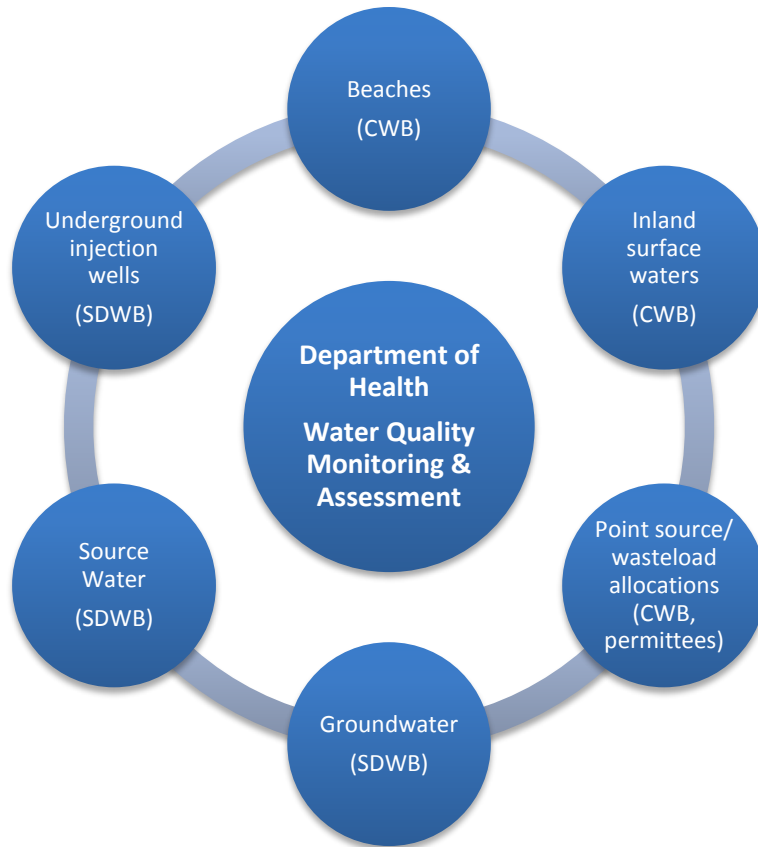 Beaches
(CWB)
Inland
surface
waters
(CWB)
Point source/
wasteload
allocations
(CWB,
permittees)
Groundwater
(SDWB)
Source
Water
(SDWB)
Underground
injection
wells
(SDWB)
Department of
Health
Water Quality
Monitoring &
Assessment